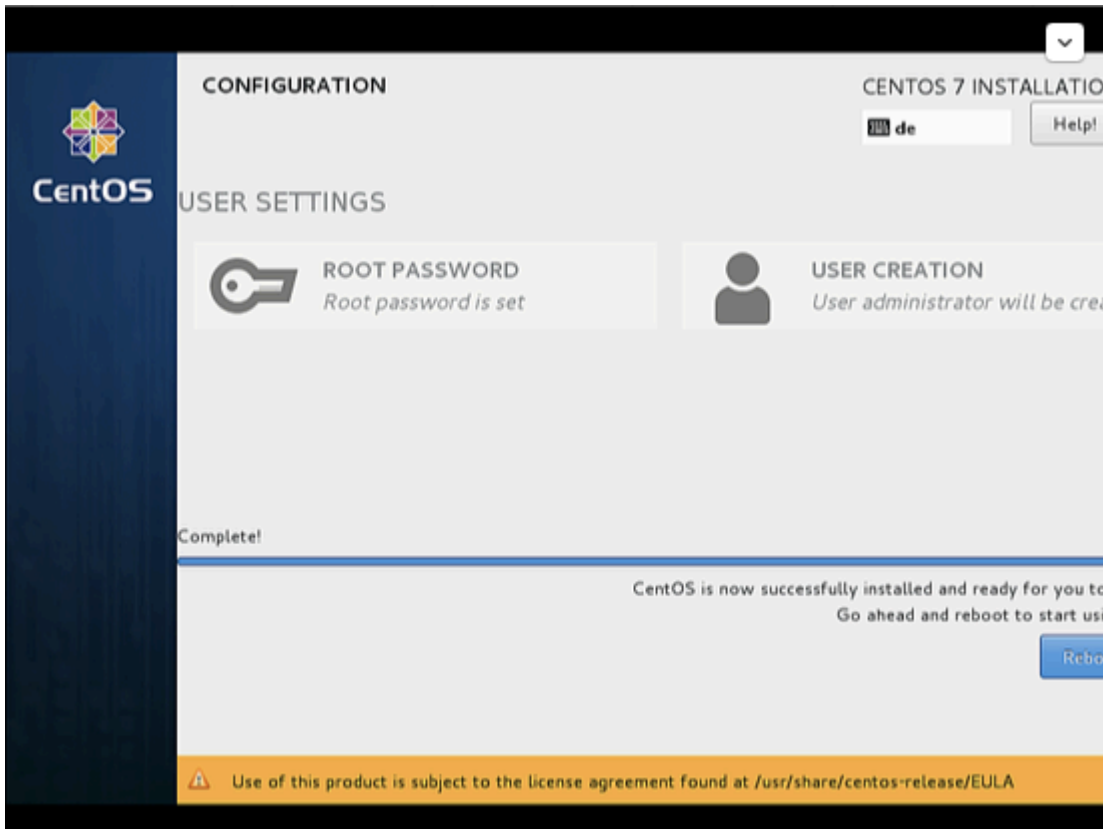 CONFIGURATION
CENTOS 7 INSTALLATIO
de
Help!
CentOS
USER SETTINGS
ROOT PASSWORD
Root password is set
USER CREATION
User administrator will be crea
Complete!
CentOS is now successfully installed and ready for you to
Go ahead and reboot to start usi
Rebo
Use of this product is subject to the license agreement found at /usr/share/centos-release/EULA